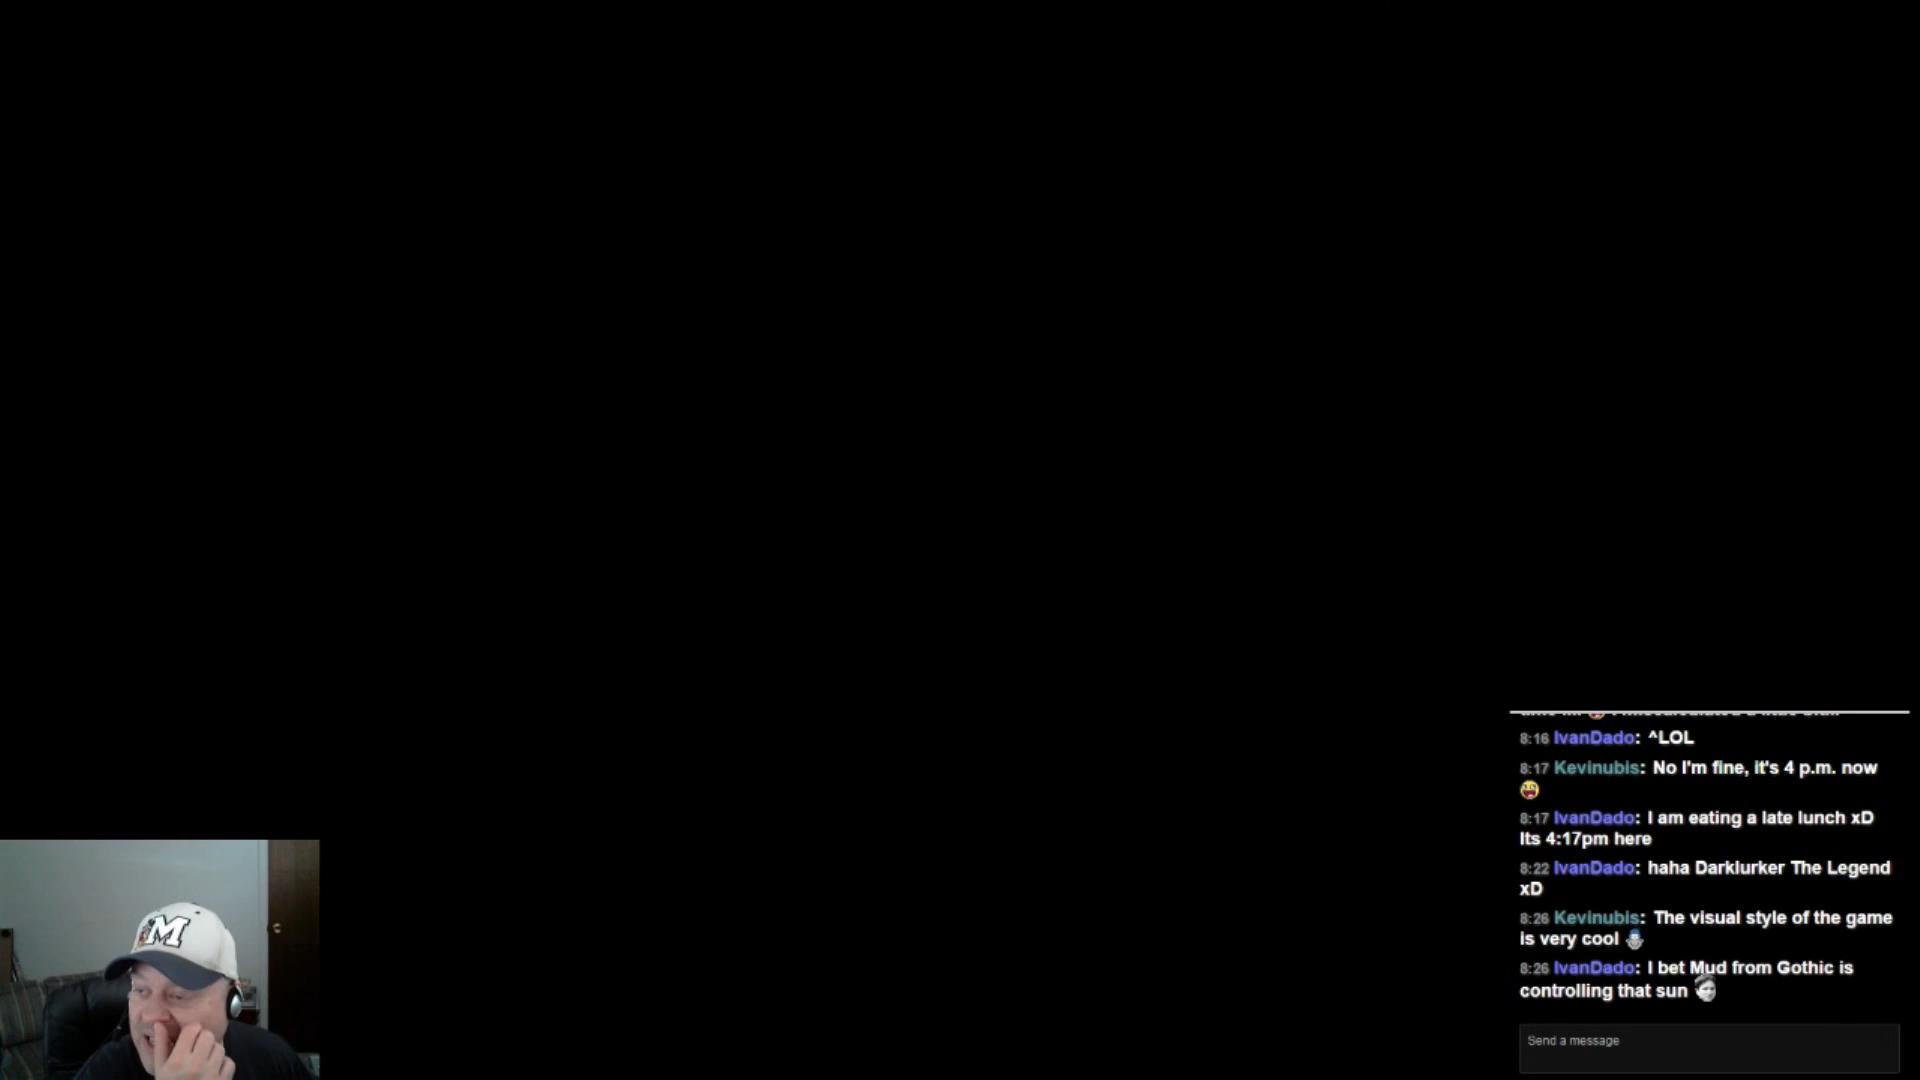 8:16 IvanDado: ^LOL
8:17 Kevinubis: No I'm fine, it's 4 p.m. now
8:17 IvanDado: I am eating a late lunch xD
Its 4:17pm here
8:22 IvanDado: haha Darklurker The Legend
xD
8:26 Kevinubis: The visual style of the game
is very cool
8:26 IvanDado: I bet Mud from Gothic is
controlling that sun
Send a message
M